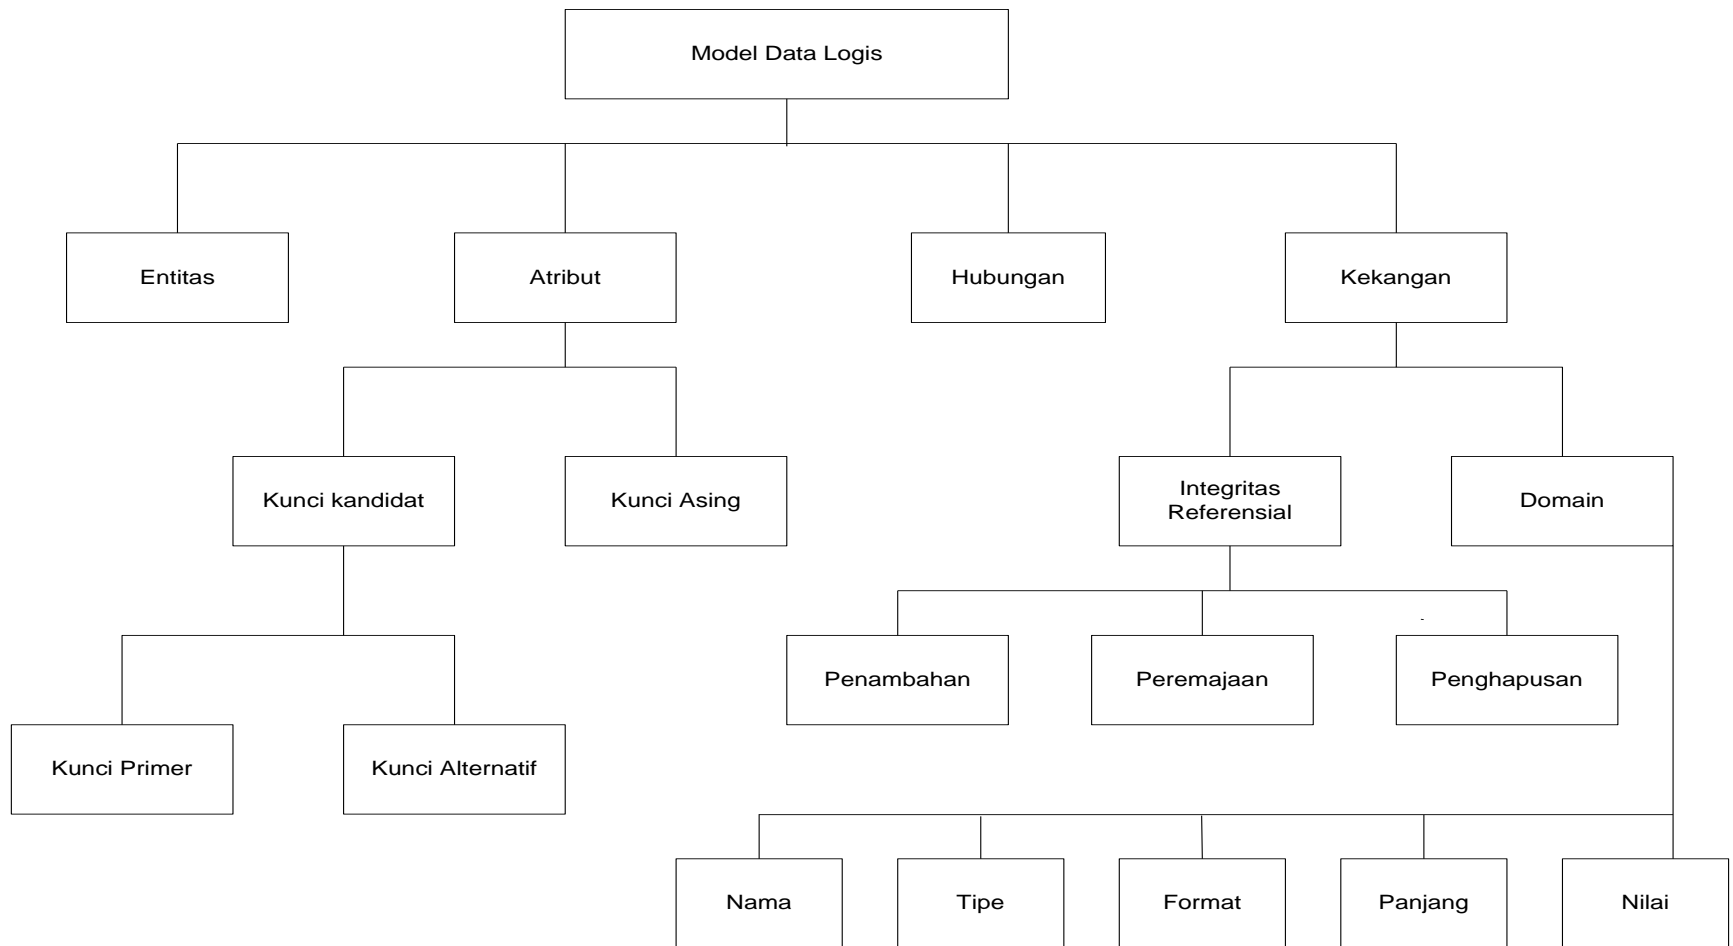 Model Data Logis
Entitas
Atribut
Hubungan
Kekangan
Kunci kandidat
Kunci Asing
Integritas
Referensial
Domain
Penambahan
Peremajaan
Penghapusan
Kunci Primer
Kunci Alternatif
Nama
Tipe
Format
Panjang
Nilai